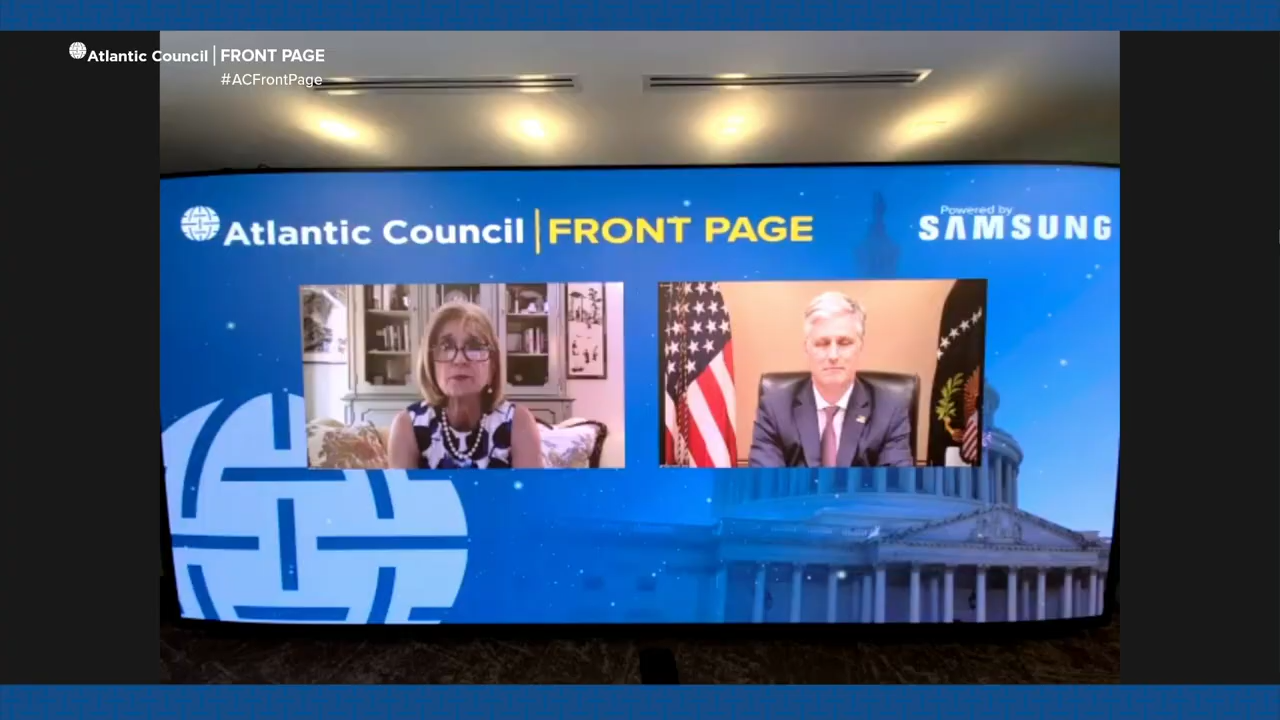 Atlantic Council | FRONT PAGE
#ACFrontPage
Atlantic Council | FRONT PAGE
Powered by
SAMSUNG